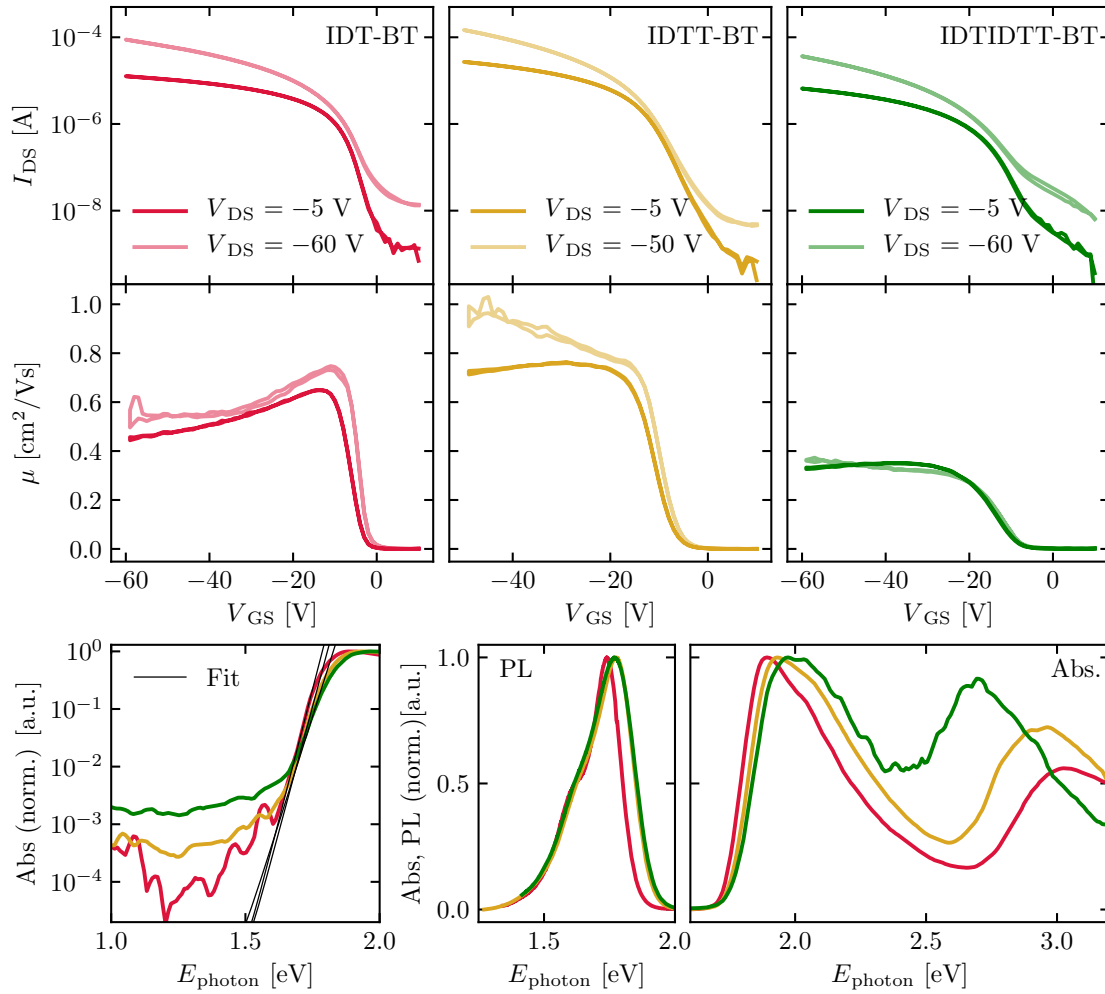 IDT-BT
IDTT-BT
IDTIDTT-BT
I_DS [A]
10^−4
10^−6
10^−8
V_DS = −5 V
V_DS = −60 V
V_DS = −5 V
V_DS = −50 V
V_DS = −5 V
V_DS = −60 V
μ [cm^2/Vs]
1.0
0.8
0.6
0.4
0.2
0.0
−60 −40 −20 0
−40 −20 0
−60 −40 −20 0
V_GS [V]
V_GS [V]
V_GS [V]
Abs (norm.) [a.u.]
10^0
10^−1
10^−2
10^−3
10^−4
Fit
1.0 1.5 2.0
E_photon [eV]
Abs, PL (norm.)[a.u.]
1.0
0.5
0.0
PL
1.5 2.0
E_photon [eV]
Abs.
2.0 2.5 3.0
E_photon [eV]